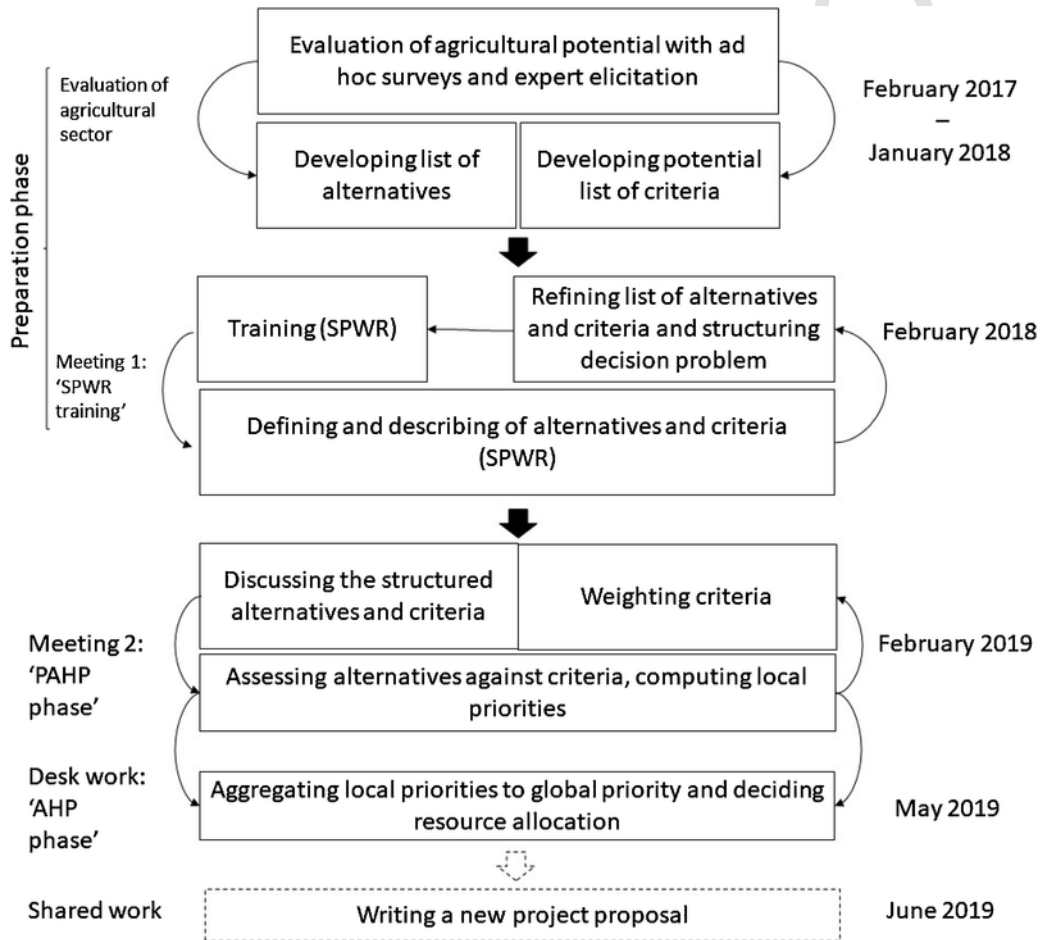 Evaluation of agricultural potential with ad
hoc surveys and expert elicitation
Evaluation of
agricultural
sector
February 2017
–
January 2018
Developing list of
alternatives
Developing potential
list of criteria
Preparation phase
Training (SPWR)
Refining list of alternatives
and criteria and structuring
decision problem
February 2018
Meeting 1:
‘SPWR
training’
Defining and describing of alternatives and criteria
(SPWR)
Discussing the structured
alternatives and criteria
Weighting criteria
Meeting 2:
‘PAHP
phase’
February 2019
Assessing alternatives against criteria, computing local
priorities
Desk work:
‘AHP
phase’
Aggregating local priorities to global priority and deciding
resource allocation
May 2019
Shared work
Writing a new project proposal
June 2019